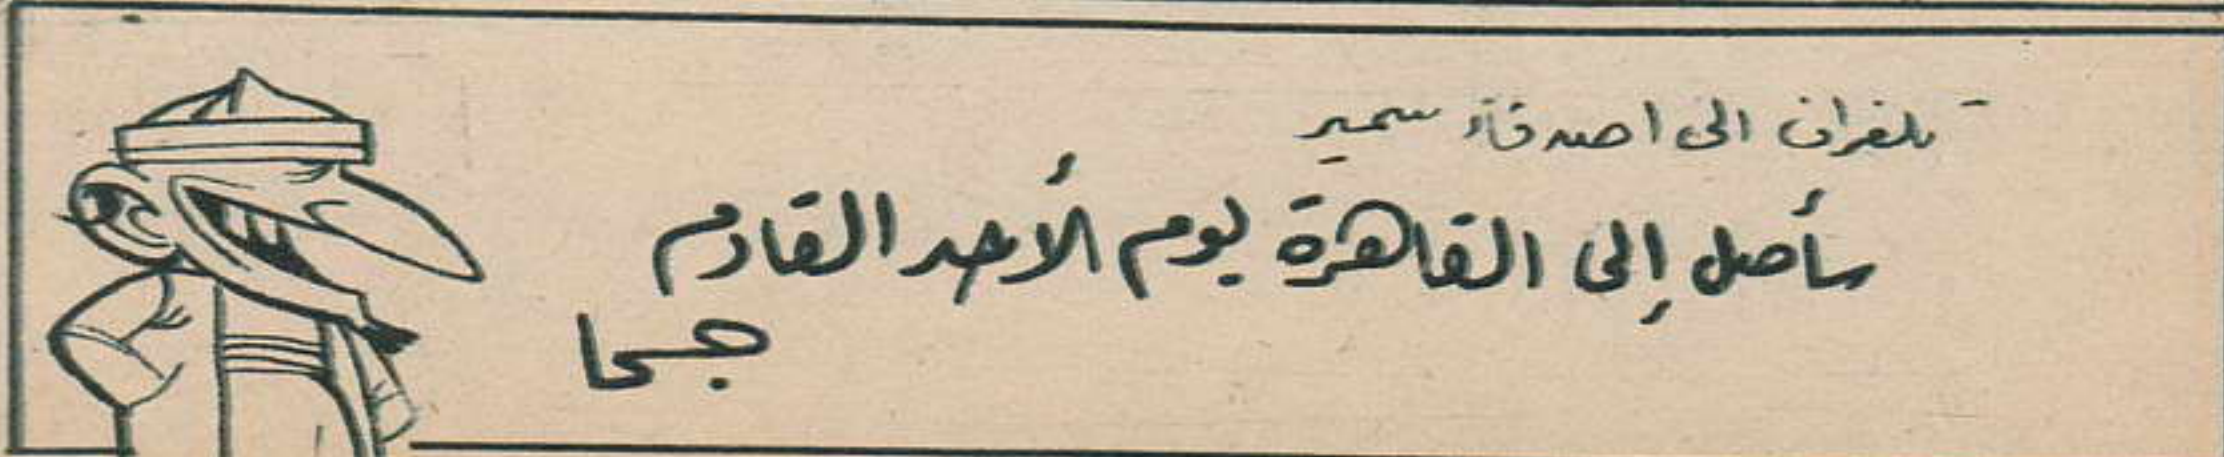 تلغراف الى اصدقاء سمير
سأصل إلى القاهرة يوم الأحد القادم
جحا